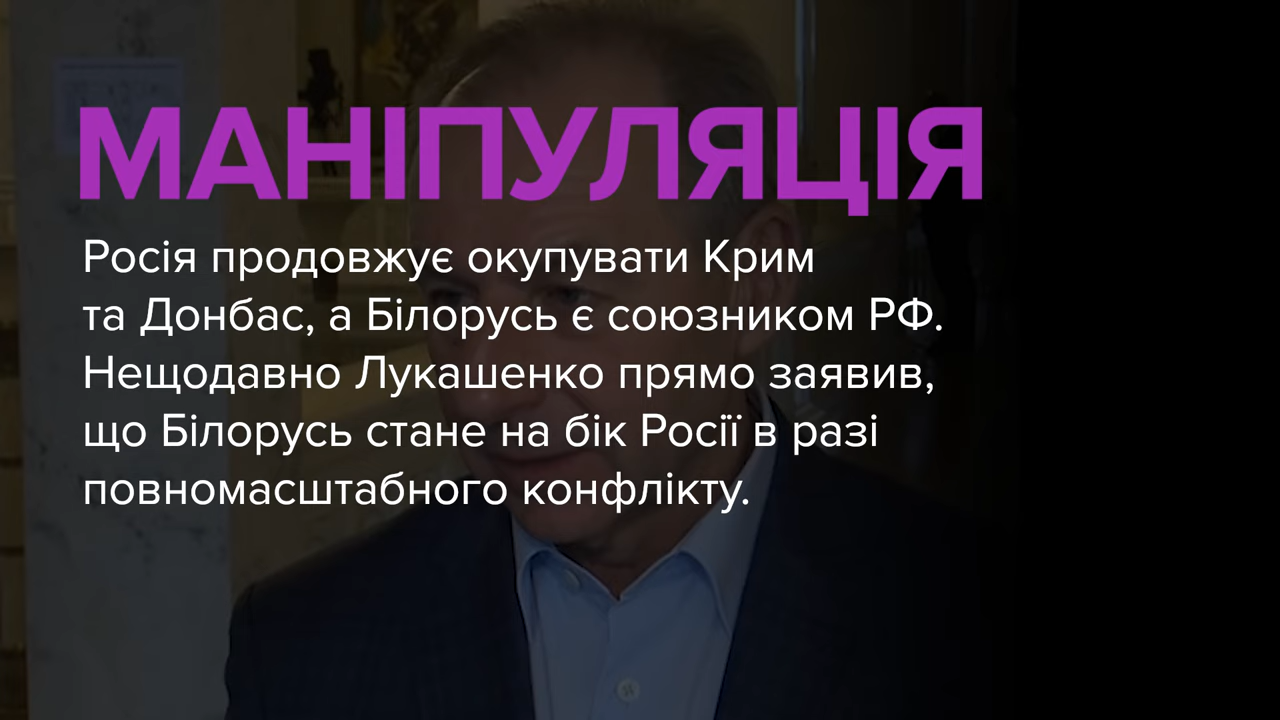 МАНІПУЛЯЦІЯ
Росія продовжує окупувати Крим
та Донбас, а Білорусь є союзником РФ.
Нещодавно Лукашенко прямо заявив,
що Білорусь стане на бік Росії в разі
повномасштабного конфлікту.